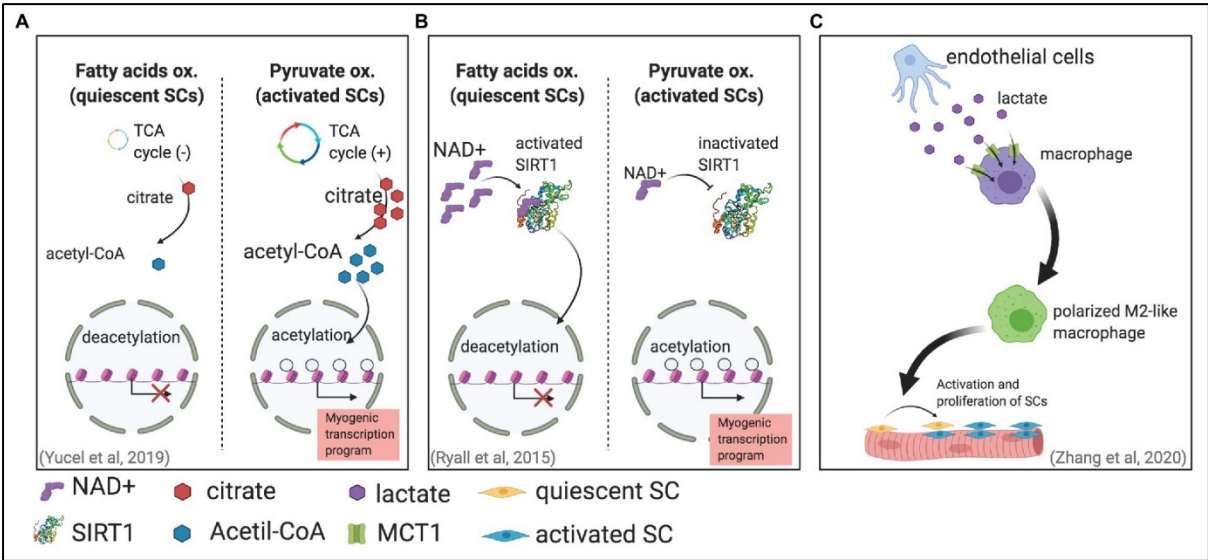 A
Fatty acids ox.
(quiescent SCs)
Pyruvate ox.
(activated SCs)
TCA
cycle (-)
TCA
cycle (+)
citrate
citrate
acetyl-CoA
acetyl-CoA
deacetylation
acetylation
Myogenic
transcription
program
(Yucel et al, 2019)
B
Fatty acids ox.
(quiescent SCs)
Pyruvate ox.
(activated SCs)
NAD+
activated
SIRT1
inactivated
SIRT1
NAD+
deacetylation
acetylation
Myogenic
transcription
program
(Ryall et al, 2015)
C
endothelial cells
lactate
macrophage
polarized M2-like
macrophage
Activation and
proliferation of SCs
(Zhang et al, 2020)
NAD+
citrate
lactate
quiescent SC
SIRT1
Acetil-CoA
MCT1
activated SC